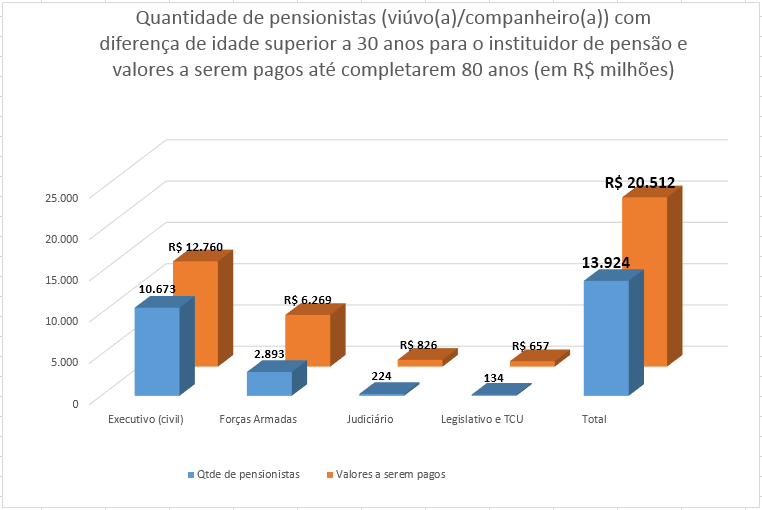 Quantidade de pensionistas (viúvo(a)/companheiro(a)) com
diferença de idade superior a 30 anos para o instituidor de pensão e
valores a serem pagos até completarem 80 anos (em R$ milhões)
25.000
20.000
15.000
10.000
5.000
0
R$ 12.760
10.673
R$ 6.269
2.893
R$ 826
224
R$ 657
134
R$ 20.512
13.924
Executivo (civil)
Forças Armadas
Judiciário
Legislativo e TCU
Total
Qtde de pensionistas
Valores a serem pagos